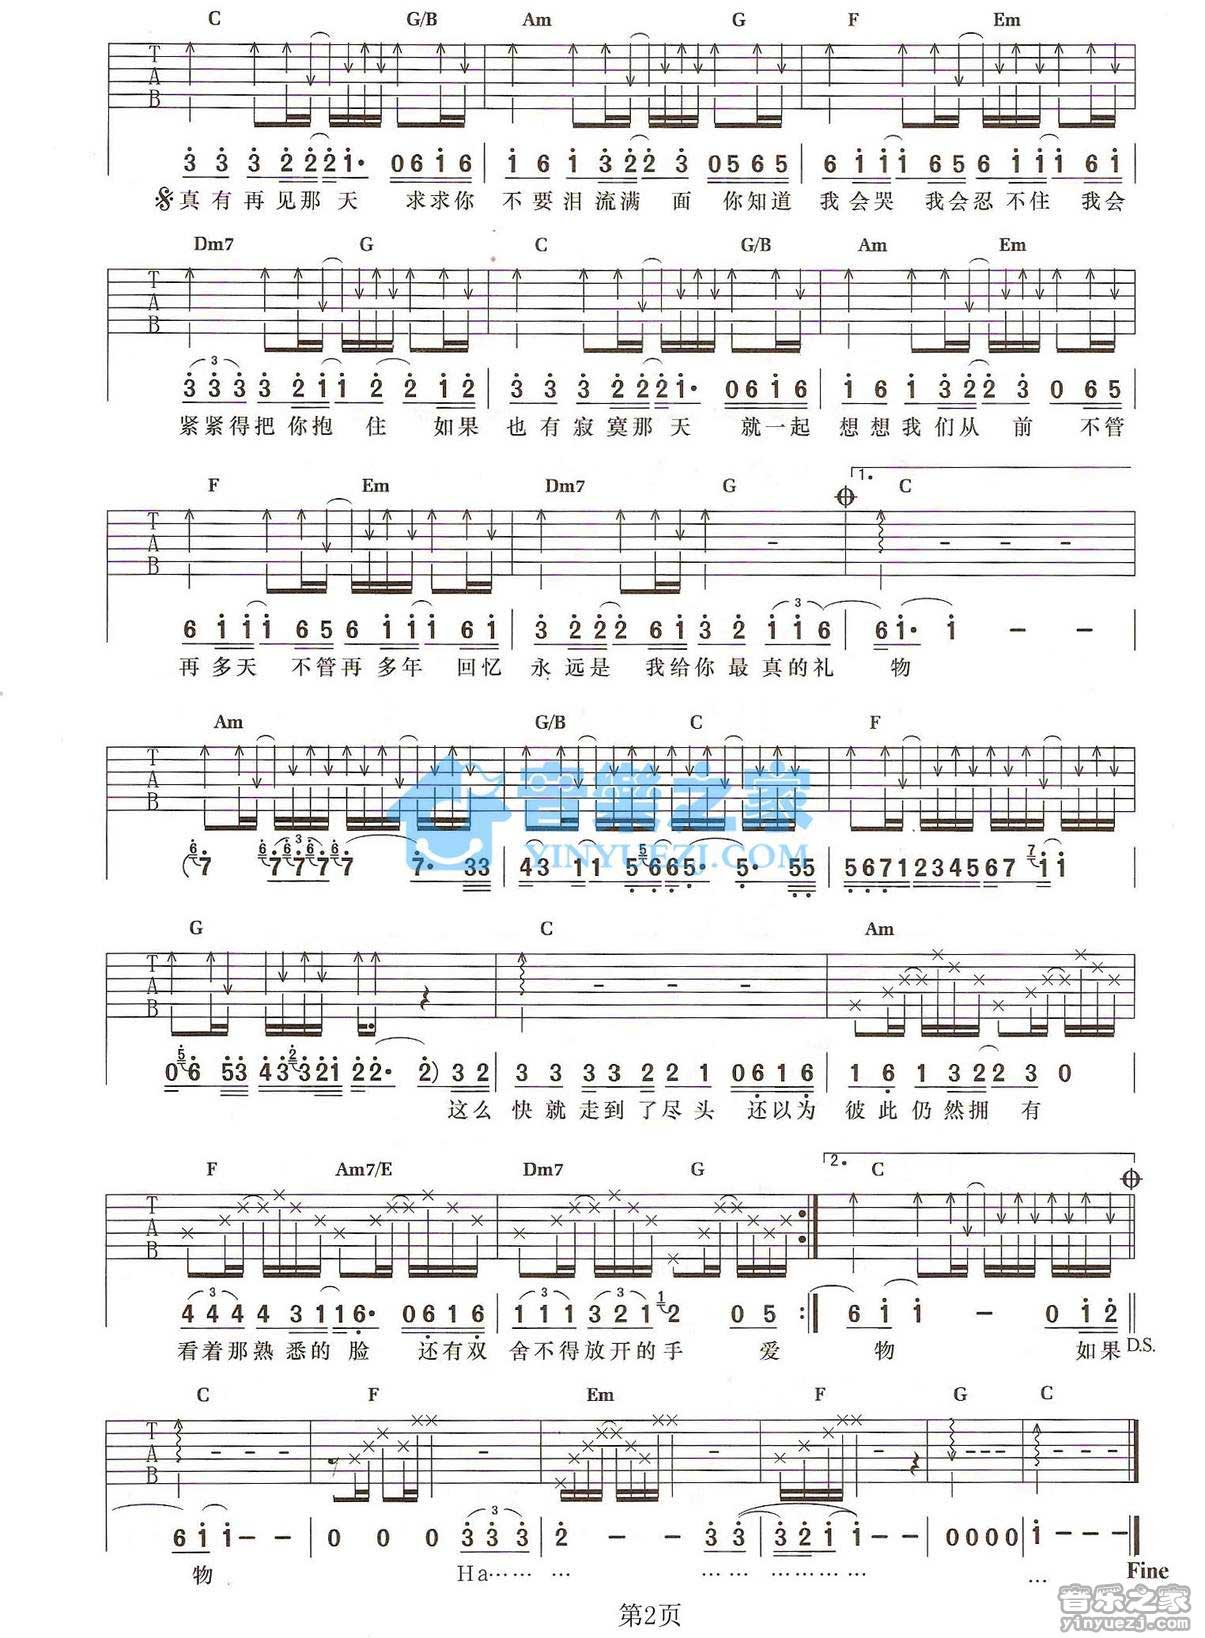 C G/B Am G F Em
T A B
3 3 3 2 2 2 1· 0 6 1 6 1 6 1 3 2 2 3 0 5 6 5 6 1 1 1 6 5 6 1 1 1 6 1
真有再见那天 求求你 不要泪流满面 你知道 我会哭 我会忍不住 我会
Dm7 G C G/B Am Em
T A B
3 3 3 3 2 1 1 2 2 1 2 3 3 3 2 2 2 1· 0 6 1 6 1 6 1 3 2 2 3 0 6 5
紧紧得把你抱住 如果 也有寂寞那天 就一起 想想我们从前 不管
F Em Dm7 G 1. C
T A B
6 1 1 1 6 5 6 1 1 1 6 1 3 2 2 2 6 1 3 2 1 1 6 6 1· 1 – –
再多天 不管再多年 回忆 永远是 我给你最真的礼 物
Am G/B C F
T A B
(7 7 7 7 7 7· 3 3 4 3 1 1 5 6 6 5· 5· 5 5 5 6 7 1 2 3 4 5 6 7 1 1
音樂之家
YINYUEZJ.COM
G C Am
T A B
0 6 5 3 4 3 3 2 1 2 2· 2) 3 2 3 3 3 3 2 2 1 0 6 1 6 1 6 1 3 2 2 3 0
这么 快就走到了尽头 还以为 彼此仍然拥有
F Am7/E Dm7 G 2. C
T A B
4 4 4 4 3 1 1 6· 0 6 1 6 1 1 1 3 2 1 2 0 5 6 1 1 – 0 1 2
看着那熟悉的脸 还有双 舍不得放开的手 爱 物 如果 D.S.
C F Em F G C
T A B
6 1 1 – – 0 0 0 3 3 3 2 – – 3 3 3 2 1 1 – – 0 0 0 0 1 – – –
物 Ha…… … …… ………… … Fine
第2页
音乐之家
yinyuezj.com